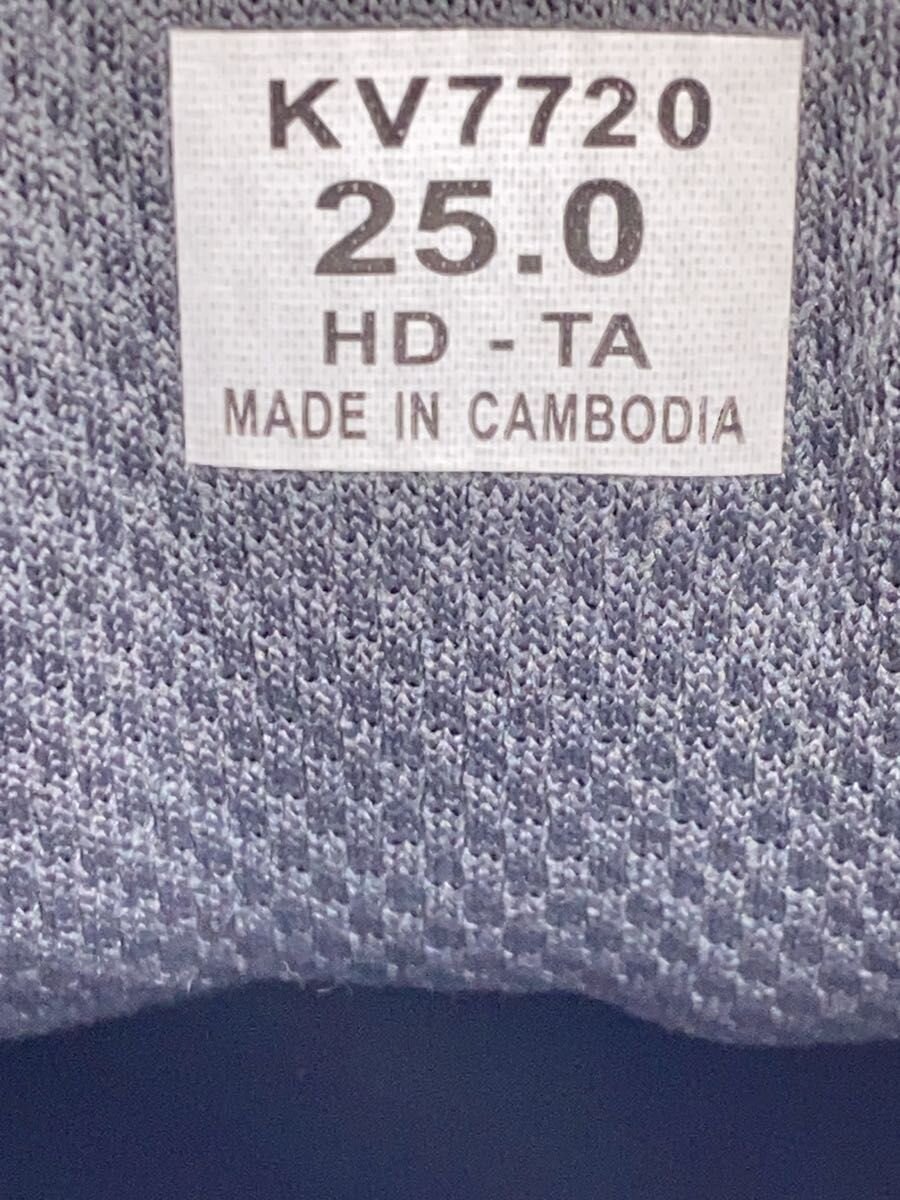 KV7720
25.0
HD - TA
MADE IN CAMBODIA